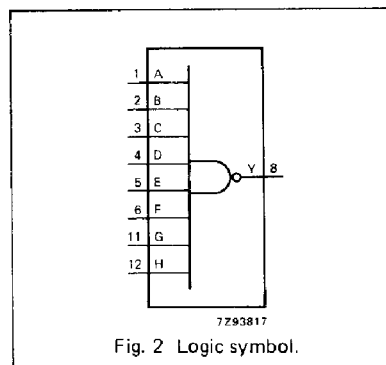 1 A
2 B
3 C
4 D
5 E
6 F
11 G
12 H
Y 8
7Z93817
Fig. 2 Logic symbol.